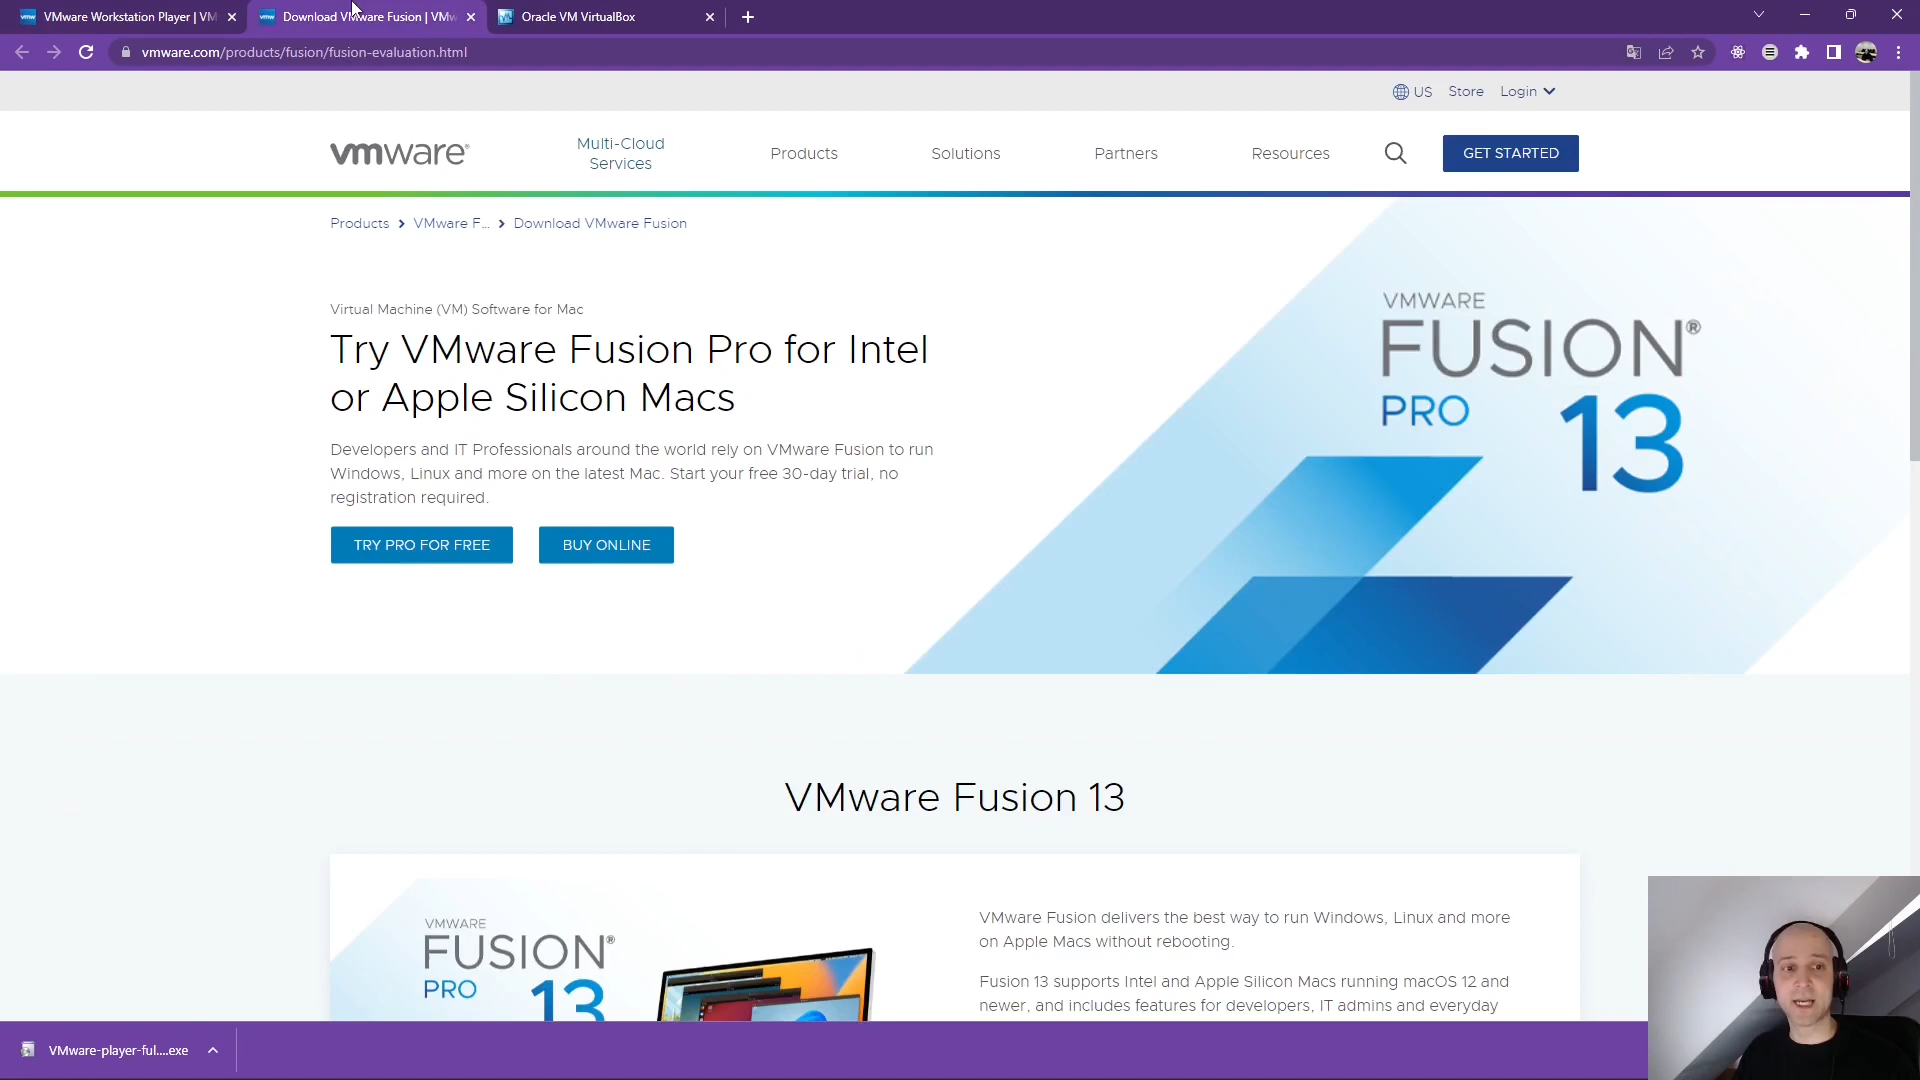 VMware Workstation Player | VM
Download VMware Fusion | VMw
Oracle VM VirtualBox
vmware.com/products/fusion/fusion-evaluation.html
US
Store
Login
vmware®
Multi-Cloud
Services
Products
Solutions
Partners
Resources
GET STARTED
Products > VMware F... > Download VMware Fusion
Virtual Machine (VM) Software for Mac
Try VMware Fusion Pro for Intel
or Apple Silicon Macs
Developers and IT Professionals around the world rely on VMware Fusion to run
Windows, Linux and more on the latest Mac. Start your free 30-day trial, no
registration required.
TRY PRO FOR FREE
BUY ONLINE
VMWARE
FUSION®
PRO 13
VMware Fusion 13
VMWARE
FUSION®
PRO 13
VMware Fusion delivers the best way to run Windows, Linux and more
on Apple Macs without rebooting.
Fusion 13 supports Intel and Apple Silicon Macs running macOS 12 and
newer, and includes features for developers, IT admins and everyday
VMware-player-ful....exe